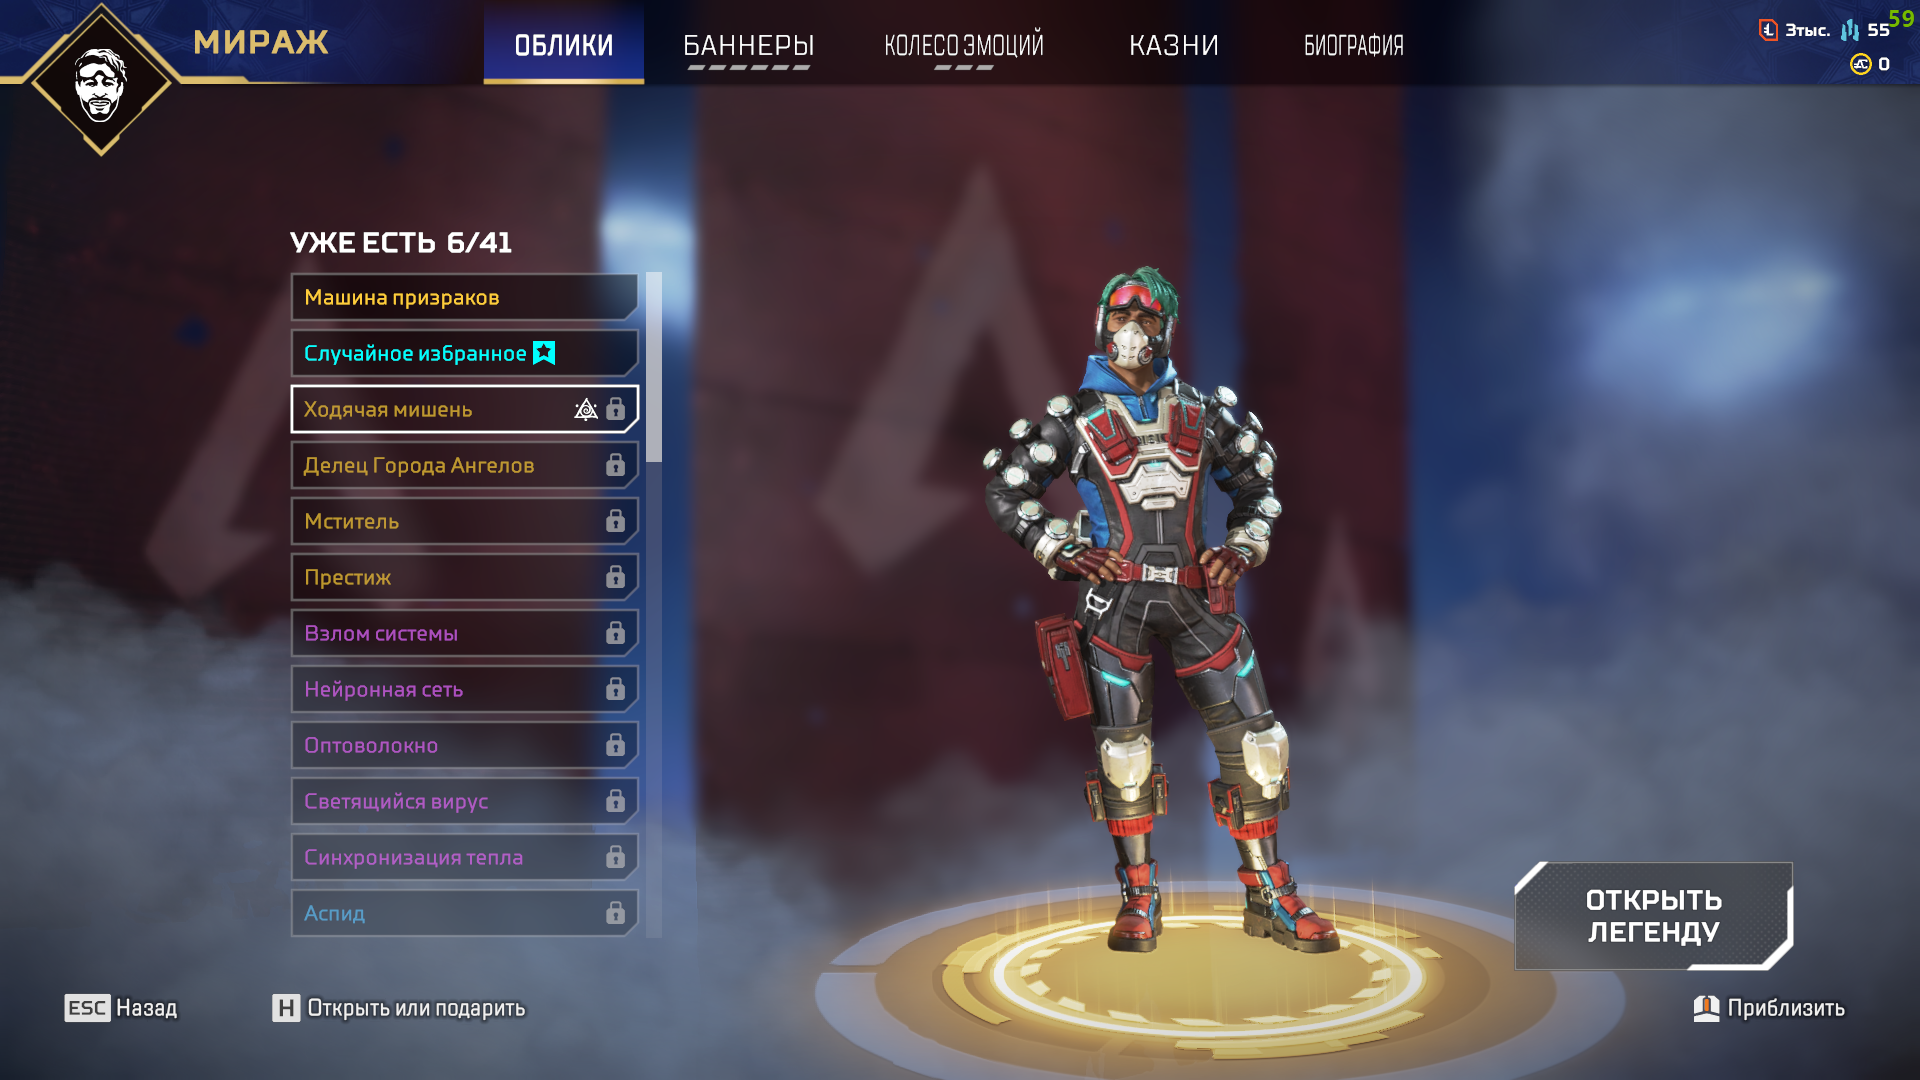 МИРАЖ
ОБЛИКИ
БАННЕРЫ
КОЛЕСО ЭМОЦИЙ
КАЗНИ
БИОГРАФИЯ
3тыс.
55
59
0
УЖЕ ЕСТЬ 6/41
Машина призраков
Случайное избранное
Ходячая мишень
Делец Города Ангелов
Мститель
Престиж
Взлом системы
Нейронная сеть
Оптоволокно
Светящийся вирус
Синхронизация тепла
Аспид
ОТКРЫТЬ
ЛЕГЕНДУ
ESC Назад
H Открыть или подарить
Приблизить